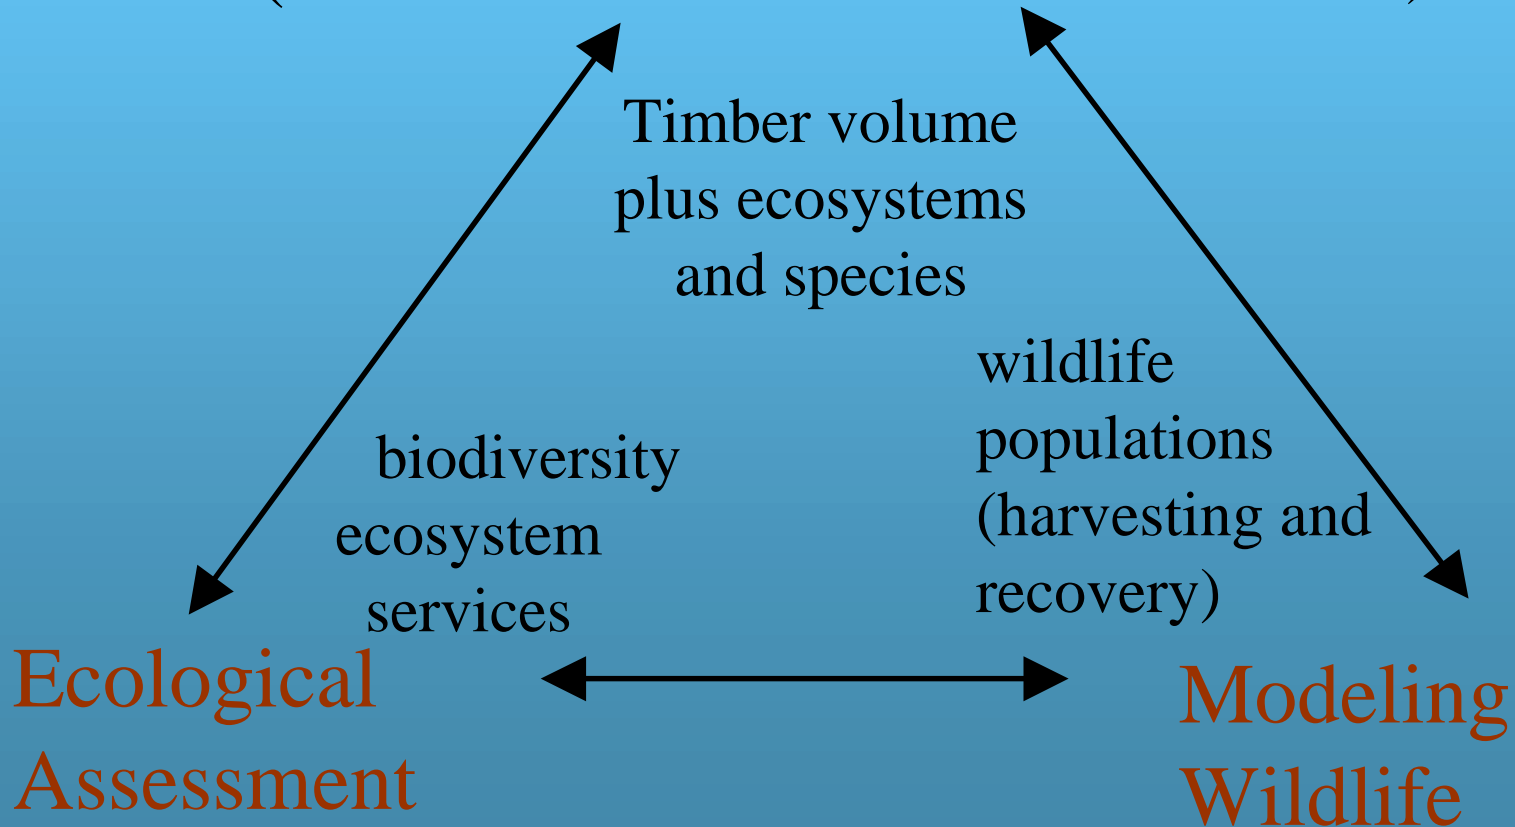 Timber volume
plus ecosystems
and species
wildlife
populations
(harvesting and
recovery)
biodiversity
ecosystem
services
Ecological
Assessment
Modeling
Wildlife